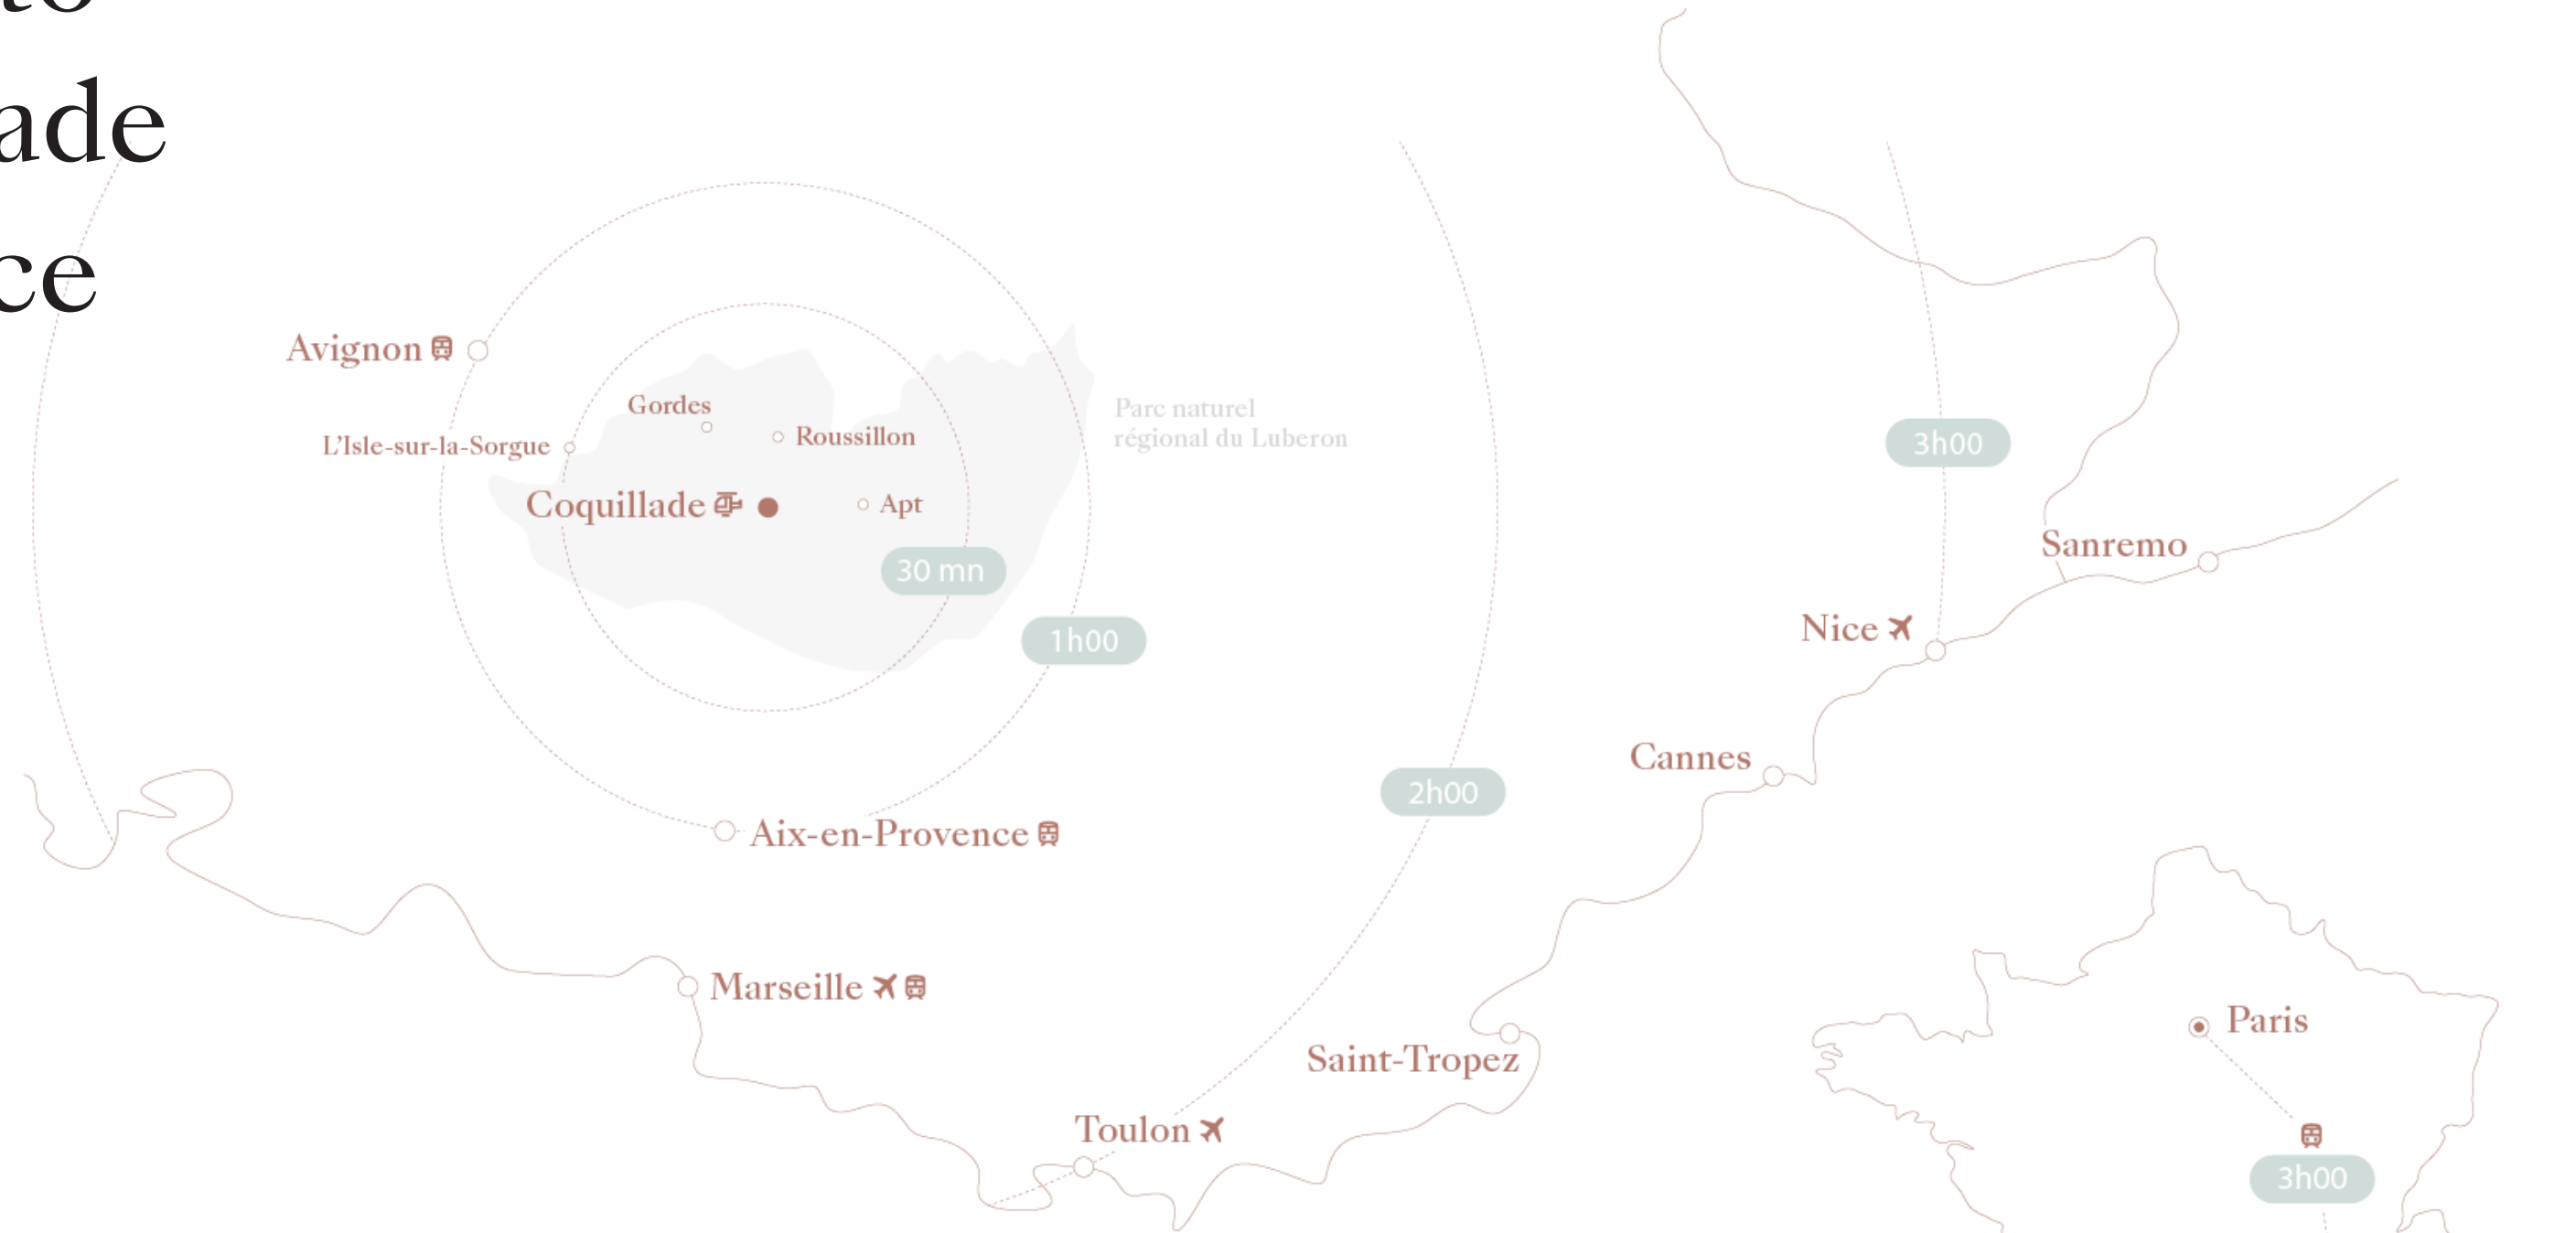 ade
ce
Avignon
Gordes
L'Isle-sur-la-Sorgue
Roussillon
Parc naturel
régional du Luberon
Coquillade
Apt
30 mn
1h00
3h00
Sanremo
Nice
Cannes
2h00
Aix-en-Provence
Marseille
Saint-Tropez
Toulon
Paris
3h00